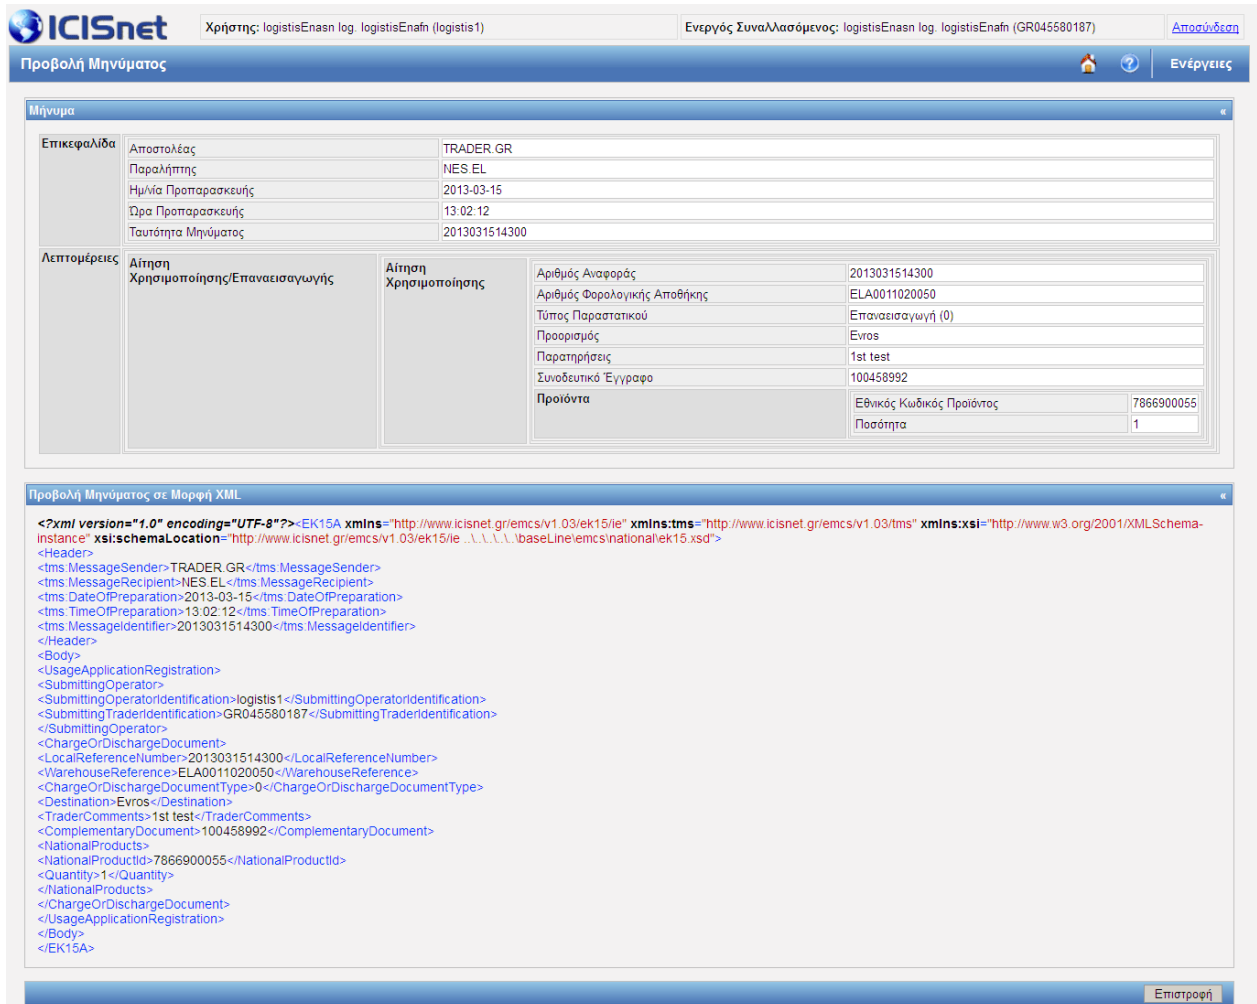 ICISnet
Χρήστης: logistisEnasn log. logistisEnafn (logistis1)
Ενεργός Συναλλασόμενος: logistisEnasn log. logistisEnafn (GR045580187)
Αποσύνδεση
Προβολή Μηνύματος
Ενέργειες
Μήνυμα
Επικεφαλίδα
Αποστολέας TRADER.GR
Παραλήπτης NES.EL
Ημ/νία Προπαρασκευής 2013-03-15
Ώρα Προπαρασκευής 13:02:12
Ταυτότητα Μηνύματος 2013031514300
Λεπτομέρειες
Αίτηση
Χρησιμοποίησης/Επαναεισαγωγής
Αίτηση
Χρησιμοποίησης
Αριθμός Αναφοράς 2013031514300
Αριθμός Φορολογικής Αποθήκης ELA0011020050
Τύπος Παραστατικού Επαναεισαγωγή (0)
Προορισμός Evros
Παρατηρήσεις 1st test
Συνοδευτικό Έγγραφο 100458992
Προϊόντα
Εθνικός Κωδικός Προϊόντος 7866900055
Ποσότητα 1
Προβολή Μηνύματος σε Μορφή XML
<?xml version="1.0" encoding="UTF-8"?><EK15A xmlns="http://www.icisnet.gr/emcs/v1.03/ek15/ie" xmlns:tms="http://www.icisnet.gr/emcs/v1.03/tms" xmlns:xsi="http://www.w3.org/2001/XMLSchema-
instance" xsi:schemaLocation="http://www.icisnet.gr/emcs/v1.03/ek15/ie ..\..\..\..\..\baseLine\emcs\national\ek15.xsd">
<Header>
<tms:MessageSender>TRADER.GR</tms:MessageSender>
<tms:MessageRecipient>NES.EL</tms:MessageRecipient>
<tms:DateOfPreparation>2013-03-15</tms:DateOfPreparation>
<tms:TimeOfPreparation>13:02:12</tms:TimeOfPreparation>
<tms:MessageIdentifier>2013031514300</tms:MessageIdentifier>
</Header>
<Body>
<UsageApplicationRegistration>
<SubmittingOperator>
<SubmittingOperatorIdentification>logistis1</SubmittingOperatorIdentification>
<SubmittingTraderIdentification>GR045580187</SubmittingTraderIdentification>
</SubmittingOperator>
<ChargeOrDischargeDocument>
<LocalReferenceNumber>2013031514300</LocalReferenceNumber>
<WarehouseReference>ELA0011020050</WarehouseReference>
<ChargeOrDischargeDocumentType>0</ChargeOrDischargeDocumentType>
<Destination>Evros</Destination>
<TraderComments>1st test</TraderComments>
<ComplementaryDocument>100458992</ComplementaryDocument>
<NationalProducts>
<NationalProductId>7866900055</NationalProductId>
<Quantity>1</Quantity>
</NationalProducts>
</ChargeOrDischargeDocument>
</UsageApplicationRegistration>
</Body>
</EK15A>
Επιστροφή